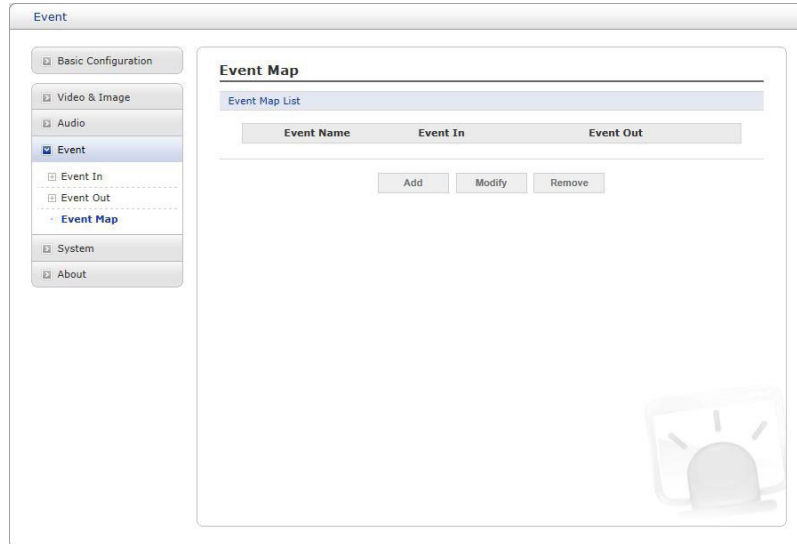 Event
Basic Configuration
Video & Image
Audio
Event
Event In
Event Out
Event Map
System
About
Event Map
Event Map List
Event Name Event In Event Out
Add Modify Remove